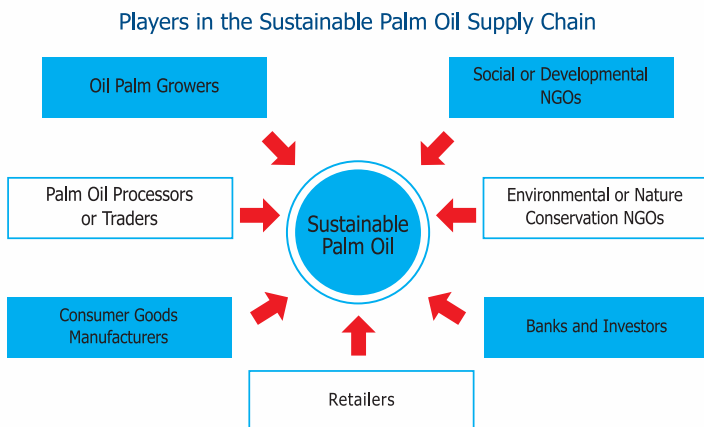 Players in the Sustainable Palm Oil Supply Chain
Oil Palm Growers
Social or Developmental
NGOs
Palm Oil Processors
or Traders
Sustainable
Palm Oil
Environmental or Nature
Conservation NGOs
Consumer Goods
Manufacturers
Banks and Investors
Retailers